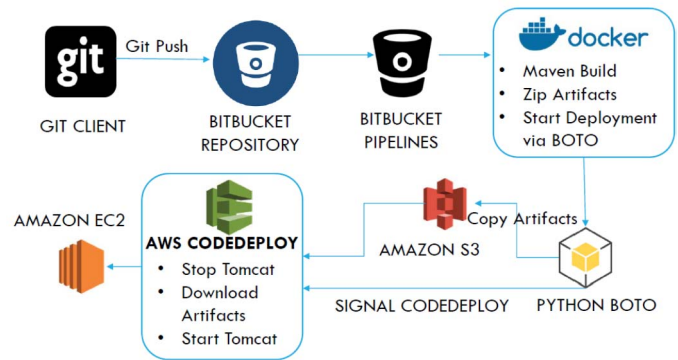 git
Git Push
GIT CLIENT
BITBUCKET
REPOSITORY
BITBUCKET
PIPELINES
docker
• Maven Build
• Zip Artifacts
• Start Deployment
via BOTO
AMAZON EC2
AWS CODEDEPLOY
• Stop Tomcat
• Download
Artifacts
• Start Tomcat
Copy Artifacts
AMAZON S3
SIGNAL CODEDEPLOY
PYTHON BOTO